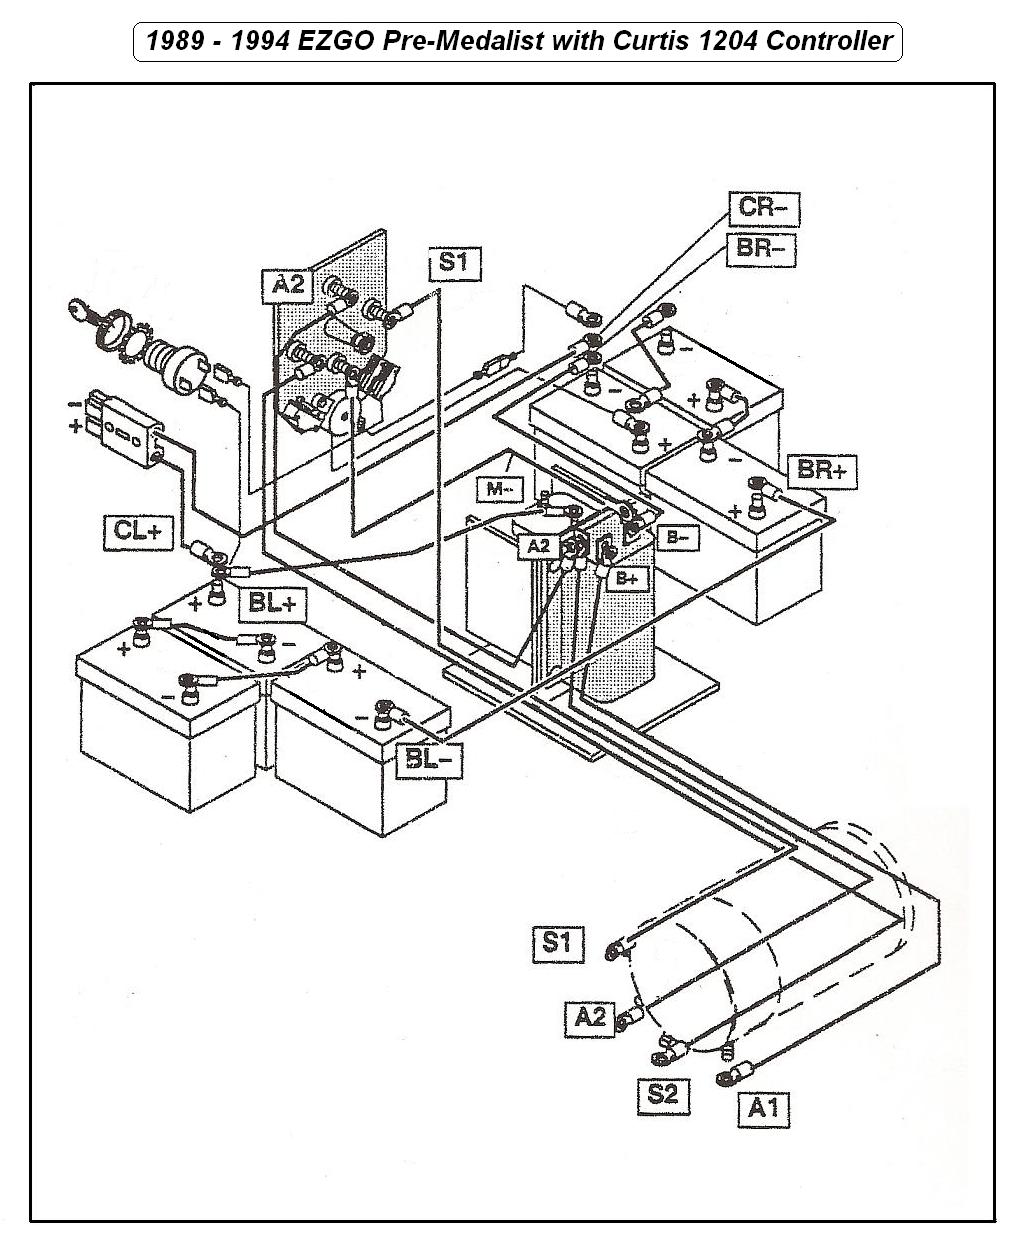 1989 - 1994 EZGO Pre-Medalist with Curtis 1204 Controller
CR-
BR-
S1
A2
-
-
+
+
BR+
+
-
+
M-
CL+
A2
B-
B+
+
BL+
+
-
+
-
-
BL-
S1
A2
S2
A1